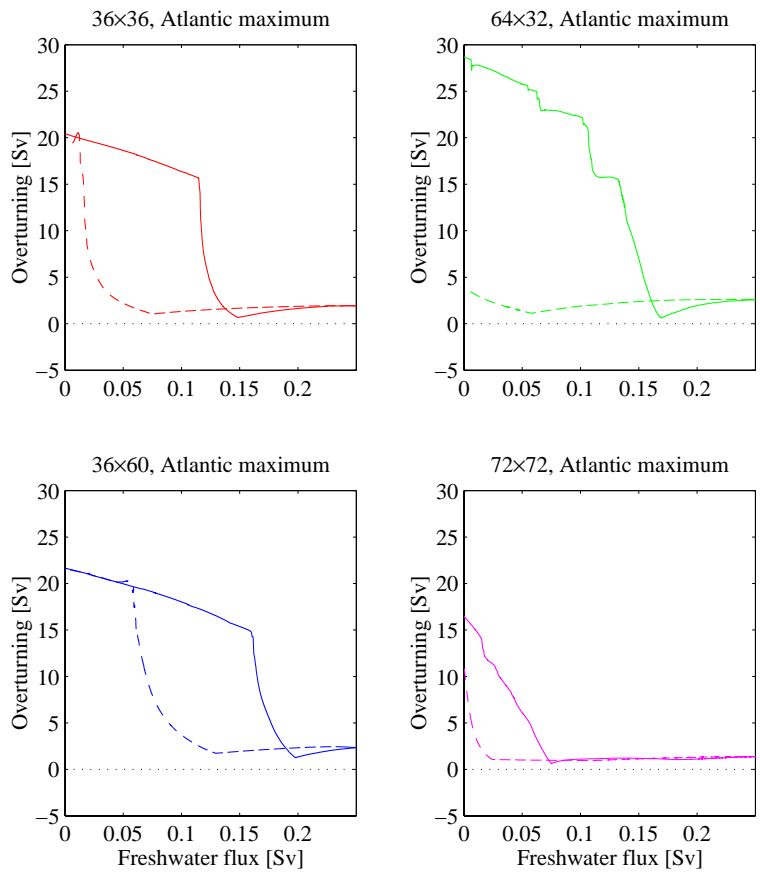 36×36, Atlantic maximum
30
25
20
15
10
5
0
−5
Overturning [Sv]
0 0.05 0.1 0.15 0.2
64×32, Atlantic maximum
30
25
20
15
10
5
0
−5
Overturning [Sv]
0 0.05 0.1 0.15 0.2
36×60, Atlantic maximum
30
25
20
15
10
5
0
−5
Overturning [Sv]
0 0.05 0.1 0.15 0.2
Freshwater flux [Sv]
72×72, Atlantic maximum
30
25
20
15
10
5
0
−5
Overturning [Sv]
0 0.05 0.1 0.15 0.2
Freshwater flux [Sv]